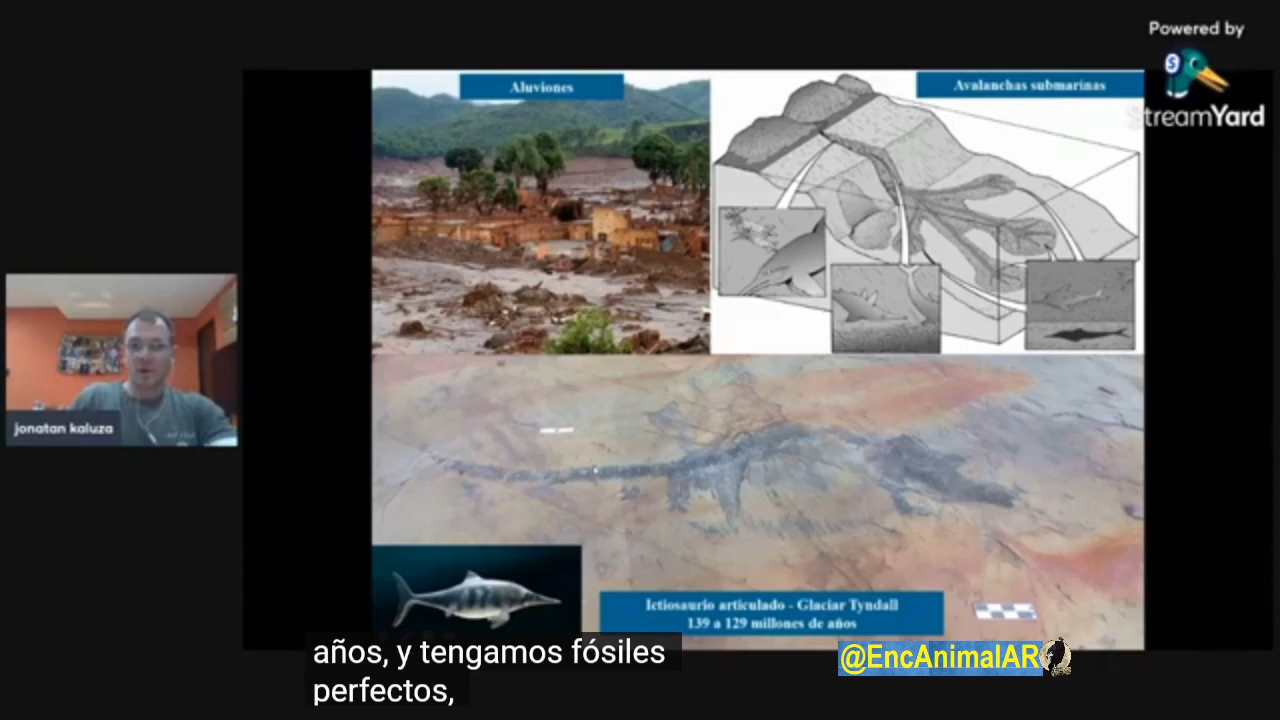 Powered by
StreamYard
Aluviones
Avalanchas submarinas
jonatan kaluza
Ictiosaurio articulado - Glaciar Tyndall
139 a 129 millones de años
años, y tengamos fósiles
perfectos,
@EncAnimalAR